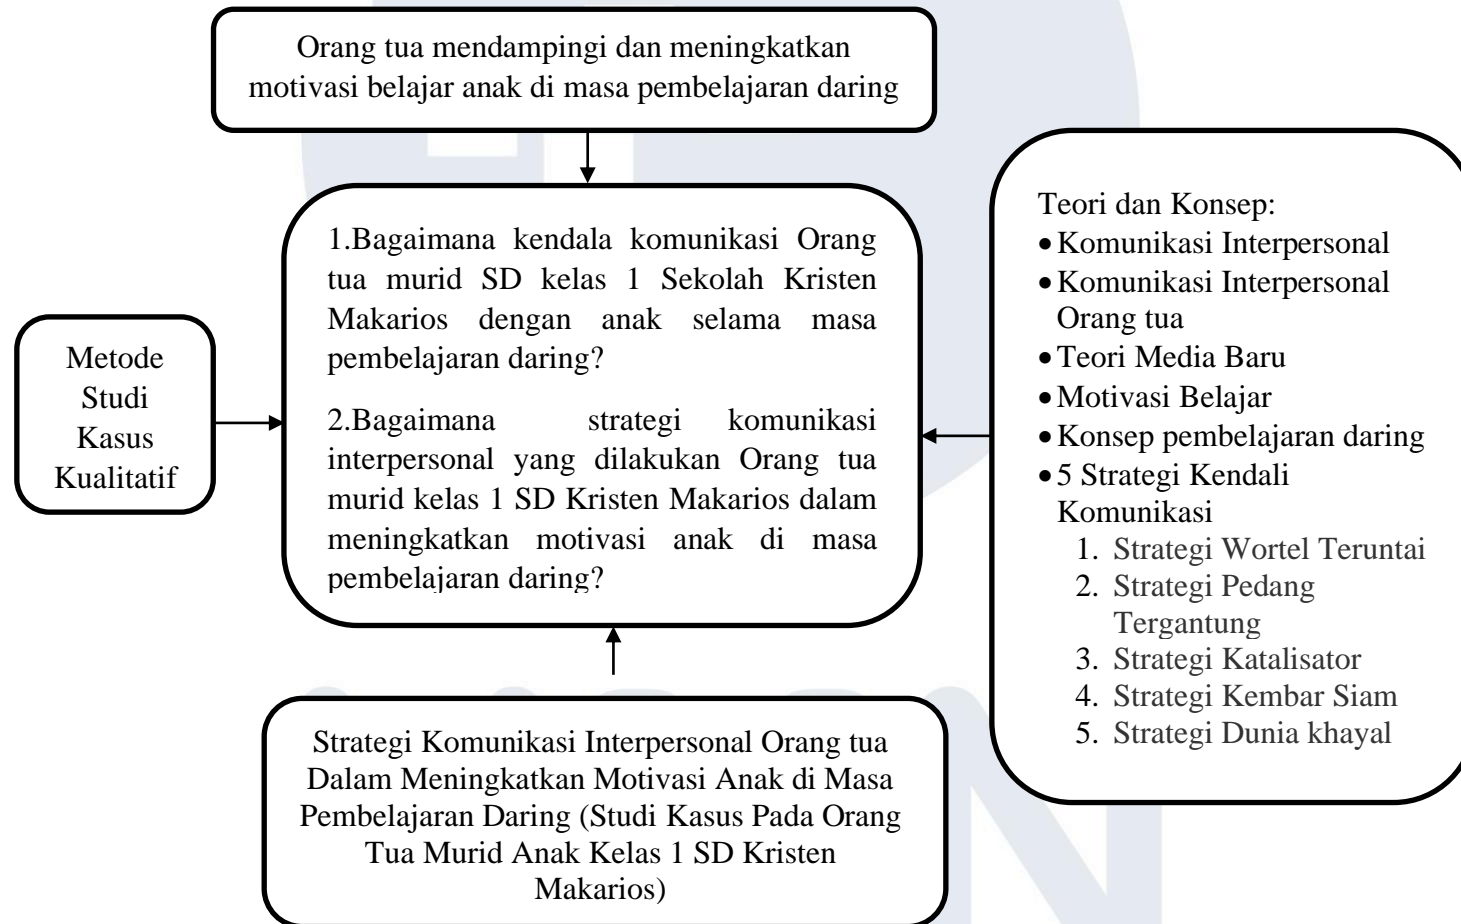 Orang tua mendampingi dan meningkatkan
motivasi belajar anak di masa pembelajaran daring
1.Bagaimana kendala komunikasi Orang
tua murid SD kelas 1 Sekolah Kristen
Makarios dengan anak selama masa
pembelajaran daring?
2.Bagaimana strategi komunikasi
interpersonal yang dilakukan Orang tua
murid kelas 1 SD Kristen Makarios dalam
meningkatkan motivasi anak di masa
pembelajaran daring?
Metode
Studi
Kasus
Kualitatif
Teori dan Konsep:
• Komunikasi Interpersonal
• Komunikasi Interpersonal
Orang tua
• Teori Media Baru
• Motivasi Belajar
• Konsep pembelajaran daring
• 5 Strategi Kendali
Komunikasi
1. Strategi Wortel Teruntai
2. Strategi Pedang
Tergantung
3. Strategi Katalisator
4. Strategi Kembar Siam
5. Strategi Dunia khayal
Strategi Komunikasi Interpersonal Orang tua
Dalam Meningkatkan Motivasi Anak di Masa
Pembelajaran Daring (Studi Kasus Pada Orang
Tua Murid Anak Kelas 1 SD Kristen
Makarios)